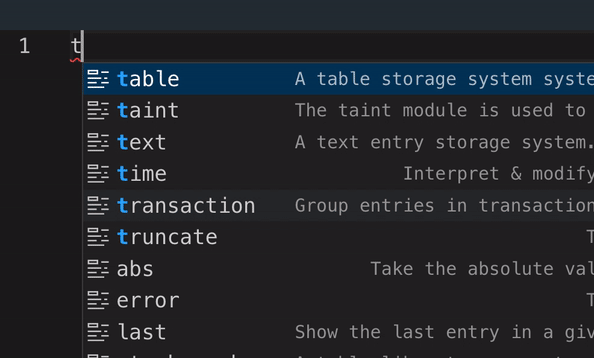 1 t
table A table storage system syste
taint The taint module is used to
text A text entry storage system.
time Interpret & modify
transaction Group entries in transaction
truncate T
abs Take the absolute val
error T
last Show the last entry in a giv